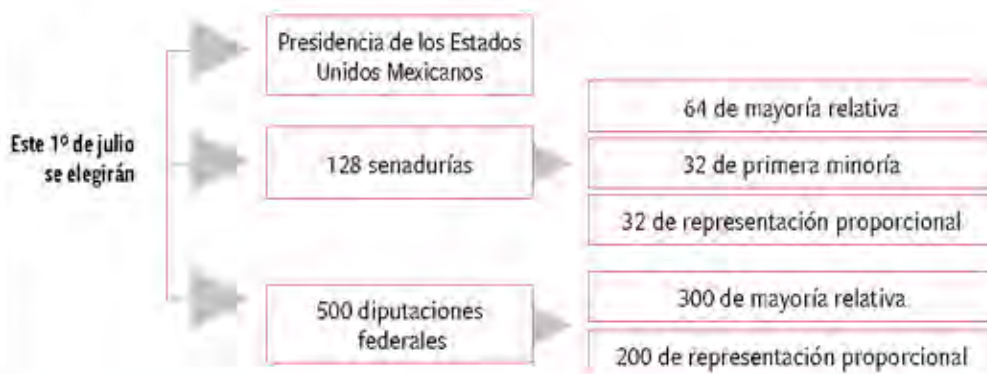 Este 1º de julio
se elegirán
Presidencia de los Estados
Unidos Mexicanos
128 senadurías
64 de mayoría relativa
32 de primera minoría
32 de representación proporcional
500 diputaciones
federales
300 de mayoría relativa
200 de representación proporcional